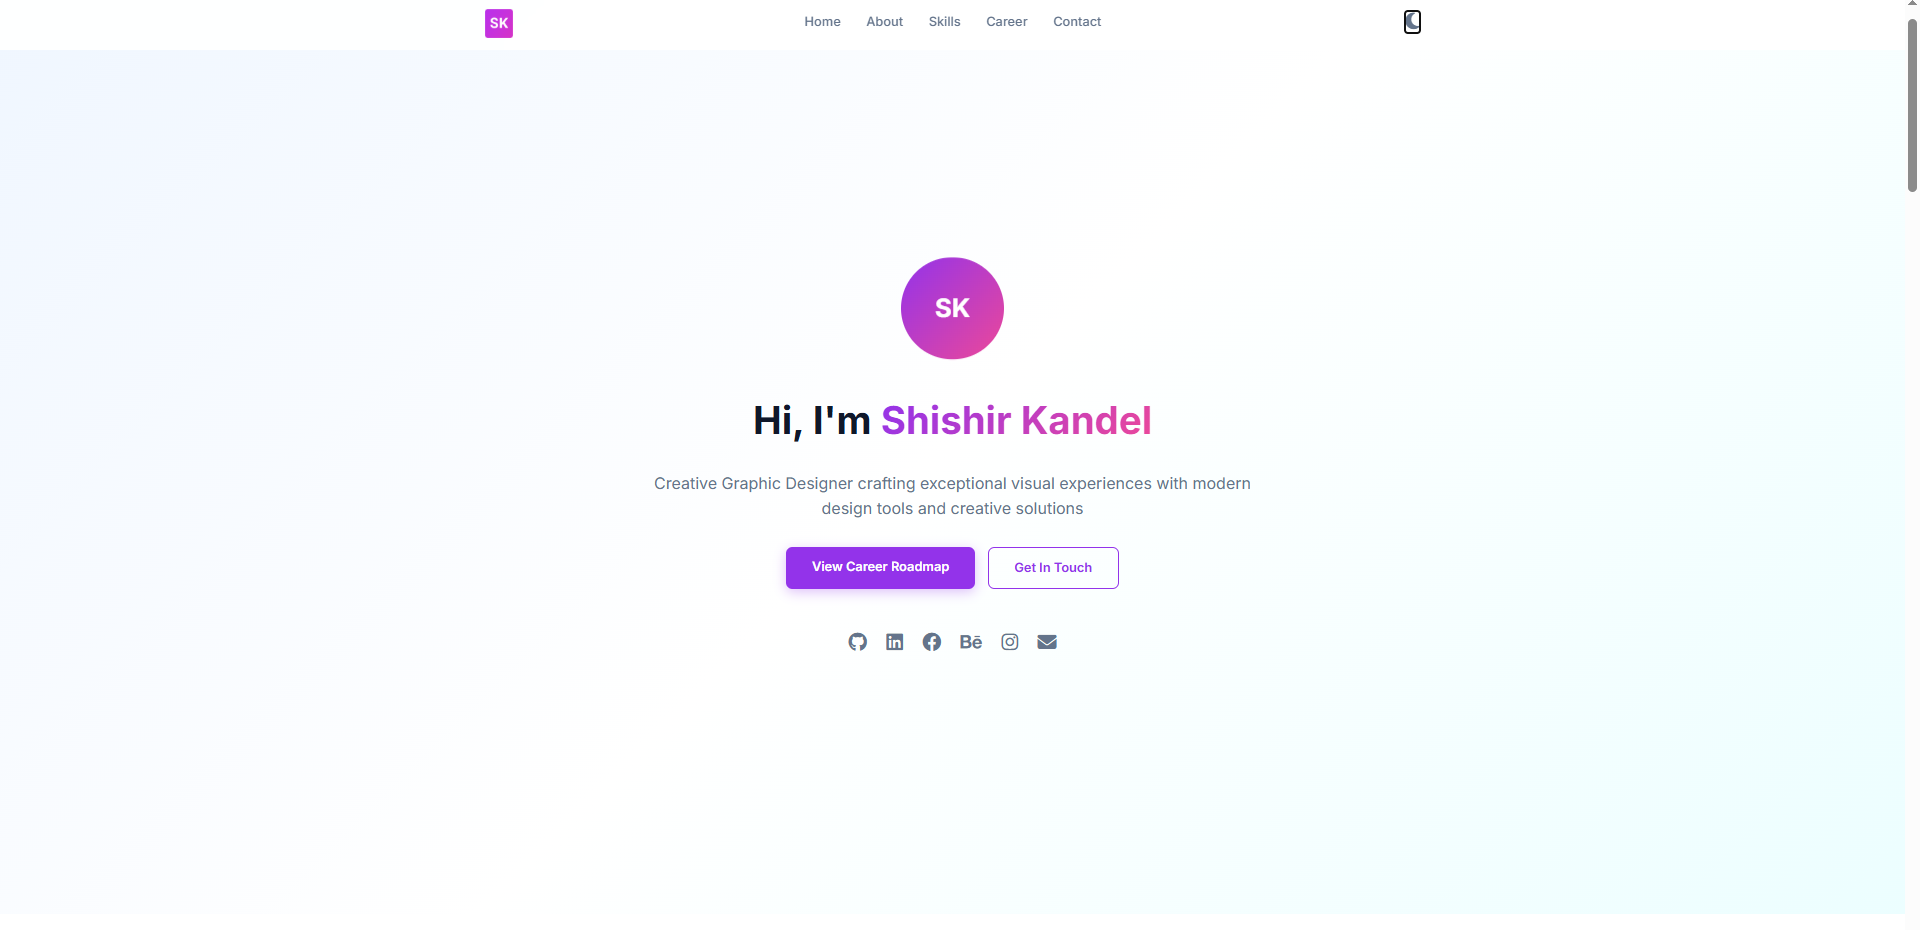 SK
Home About Skills Career Contact
SK
Hi, I'm Shishir Kandel
Creative Graphic Designer crafting exceptional visual experiences with modern
design tools and creative solutions
View Career Roadmap Get In Touch
in f Bē